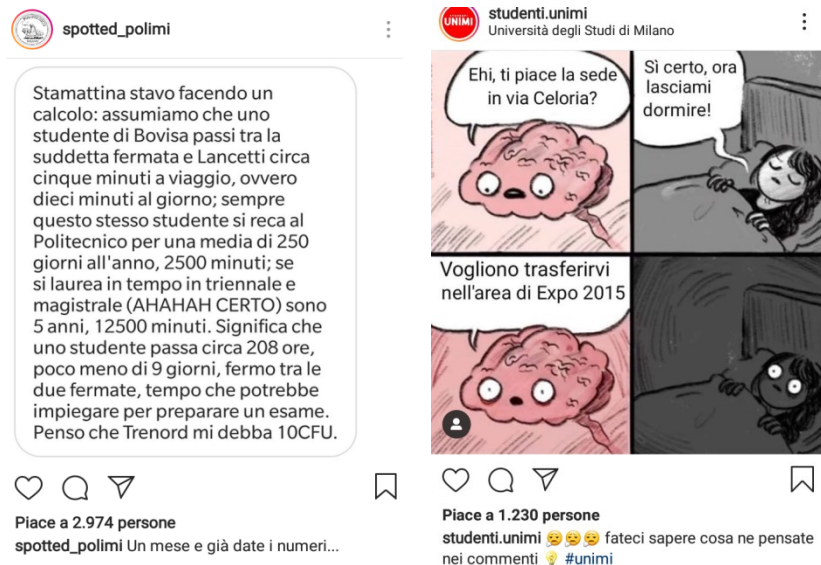 spotted_polimi
Stamattina stavo facendo un
calcolo: assumiamo che uno
studente di Bovisa passi tra la
suddetta fermata e Lancetti circa
cinque minuti a viaggio, ovvero
dieci minuti al giorno; sempre
questo stesso studente si reca al
Politecnico per una media di 250
giorni all'anno, 2500 minuti; se
si laurea in tempo in triennale e
magistrale (AHAHAH CERTO) sono
5 anni, 12500 minuti. Significa che
uno studente passa circa 208 ore,
poco meno di 9 giorni, fermo tra le
due fermate, tempo che potrebbe
impiegare per preparare un esame.
Penso che Trenord mi debba 10CFU.
Piace a 2.974 persone
spotted_polimi Un mese e già date i numeri...
UNIMI
studenti.unimi
Università degli Studi di Milano
Ehi, ti piace la sede
in via Celoria?
Sì certo, ora
lasciami
dormire!
Vogliono trasferirvi
nell'area di Expo 2015
Piace a 1.230 persone
studenti.unimi 😥😥😥 fateci sapere cosa ne pensate
nei commenti 💡 #unimi